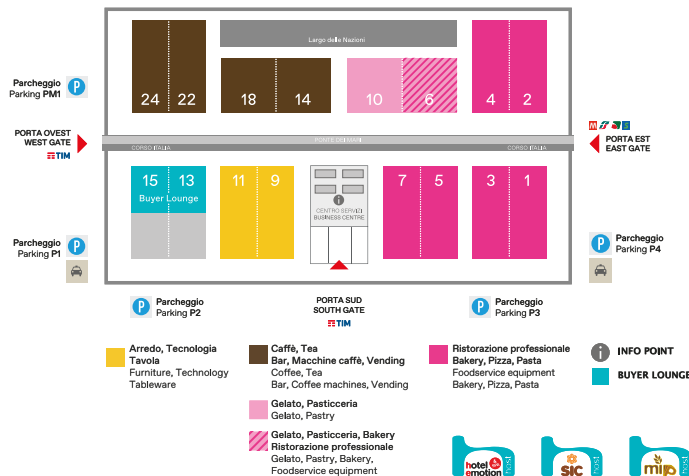 Largo delle Nazioni
24 22
18 14
10 6
4 2
Parcheggio
Parking PM1
P
PORTA OVEST
WEST GATE
TIM
PONTE DEI MARI
CORSO ITALIA
CORSO ITALIA
M
S
PORTA EST
EAST GATE
15 13
Buyer Lounge
11 9
i
CENTRO SERVIZI
BUSINESS CENTRE
7 5
3 1
Parcheggio
Parking P1
P
P
Parcheggio
Parking P4
P
Parcheggio
Parking P2
PORTA SUD
SOUTH GATE
TIM
P
Parcheggio
Parking P3
Arredo, Tecnologia
Tavola
Furniture, Technology
Tableware
Caffè, Tea
Bar, Macchine caffè, Vending
Coffee, Tea
Bar, Coffee machines, Vending
Gelato, Pasticceria
Gelato, Pastry
Gelato, Pasticceria, Bakery
Ristorazione professionale
Gelato, Pastry, Bakery,
Foodservice equipment
Ristorazione professionale
Bakery, Pizza, Pasta
Foodservice equipment
Bakery, Pizza, Pasta
i INFO POINT
BUYER LOUNGE
hotel
emotion
host
SIC
host
host